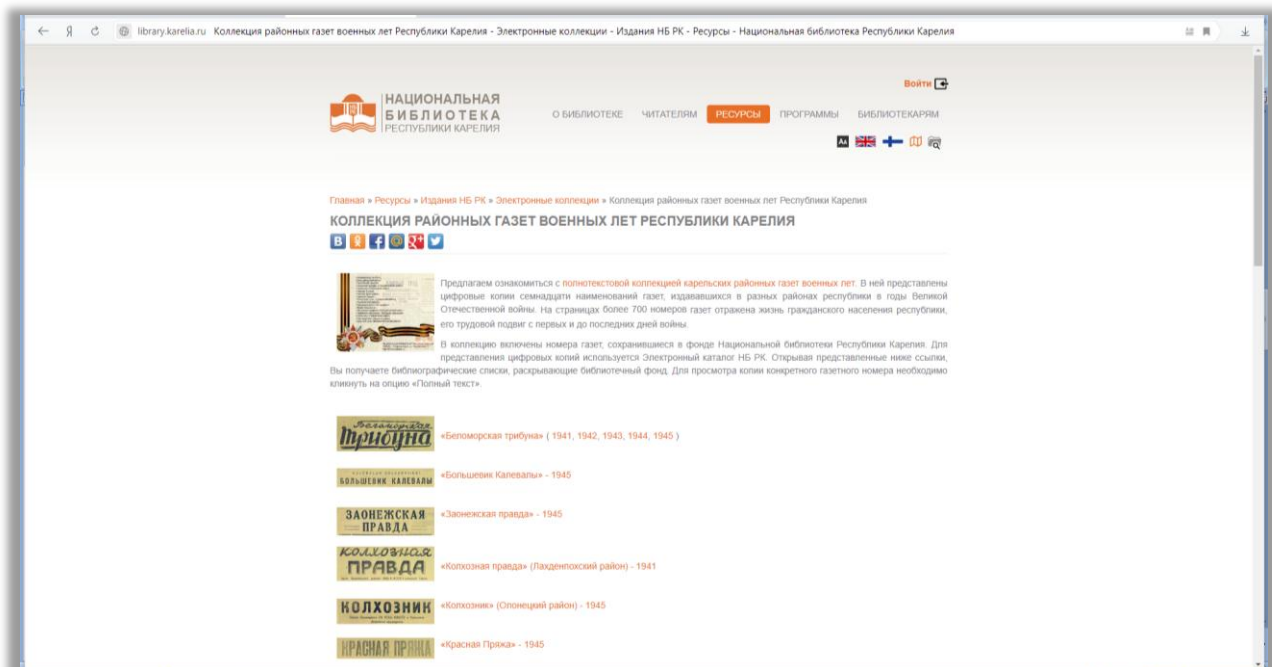 library.karelia.ru Коллекция районных газет военных лет Республики Карелия - Электронные коллекции - Издания НБ РК - Ресурсы - Национальная библиотека Республики Карелия
Войти
НАЦИОНАЛЬНАЯ
БИБЛИОТЕКА
РЕСПУБЛИКИ КАРЕЛИЯ
О БИБЛИОТЕКЕ ЧИТАТЕЛЯМ РЕСУРСЫ ПРОГРАММЫ БИБЛИОТЕКАРЯМ
Главная » Ресурсы » Издания НБ РК » Электронные коллекции » Коллекция районных газет военных лет Республики Карелия
КОЛЛЕКЦИЯ РАЙОННЫХ ГАЗЕТ ВОЕННЫХ ЛЕТ РЕСПУБЛИКИ КАРЕЛИЯ
Предлагаем ознакомиться с полнотекстовой коллекцией карельских районных газет военных лет. В ней представлены
цифровые копии семнадцати наименований газет, издававшихся в разных районах республики в годы Великой
Отечественной войны. На страницах более 700 номеров газет отражена жизнь гражданского населения республики,
его трудовой подвиг с первых и до последних дней войны.
В коллекцию включены номера газет, сохранившиеся в фонде Национальной библиотеки Республики Карелия. Для
представления цифровых копий используется Электронный каталог НБ РК. Открывая представленные ниже ссылки,
Вы получаете библиографические списки, раскрывающие библиотечный фонд. Для просмотра копии конкретного газетного номера необходимо
кликнуть на опцию «Полный текст».
Беломорская
трибуна
«Беломорская трибуна» ( 1941, 1942, 1943, 1944, 1945 )
БОЛЬШЕВИК КАЛЕВАЛЫ
«Большевик Калевалы» - 1945
ЗАОНЕЖСКАЯ
ПРАВДА
«Заонежская правда» - 1945
КОЛХОЗНАЯ
ПРАВДА
«Колхозная правда» (Лахденпохский район) - 1941
КОЛХОЗНИК
«Колхозник» (Олонецкий район) - 1945
КРАСНАЯ ПРЯЖА
«Красная Пряжа» - 1945